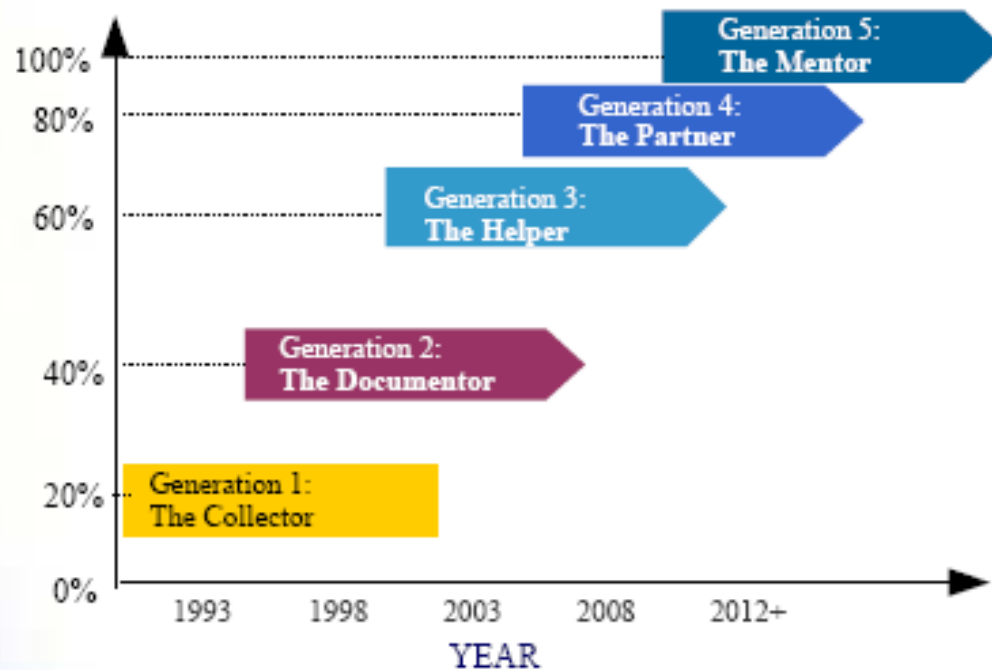 100%
Generation 5:
The Mentor
80%
Generation 4:
The Partner
60%
Generation 3:
The Helper
40%
Generation 2:
The Documentor
20%
Generation 1:
The Collector
0%
1993 1998 2003 2008 2012+
YEAR